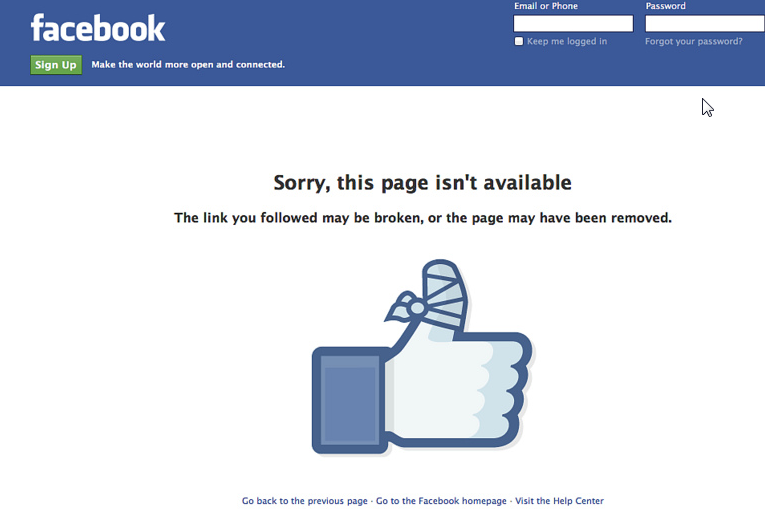 facebook
Email or Phone
Password
Keep me logged in
Forgot your password?
Sign Up
Make the world more open and connected.
Sorry, this page isn't available
The link you followed may be broken, or the page may have been removed.
Go back to the previous page · Go to the Facebook homepage · Visit the Help Center